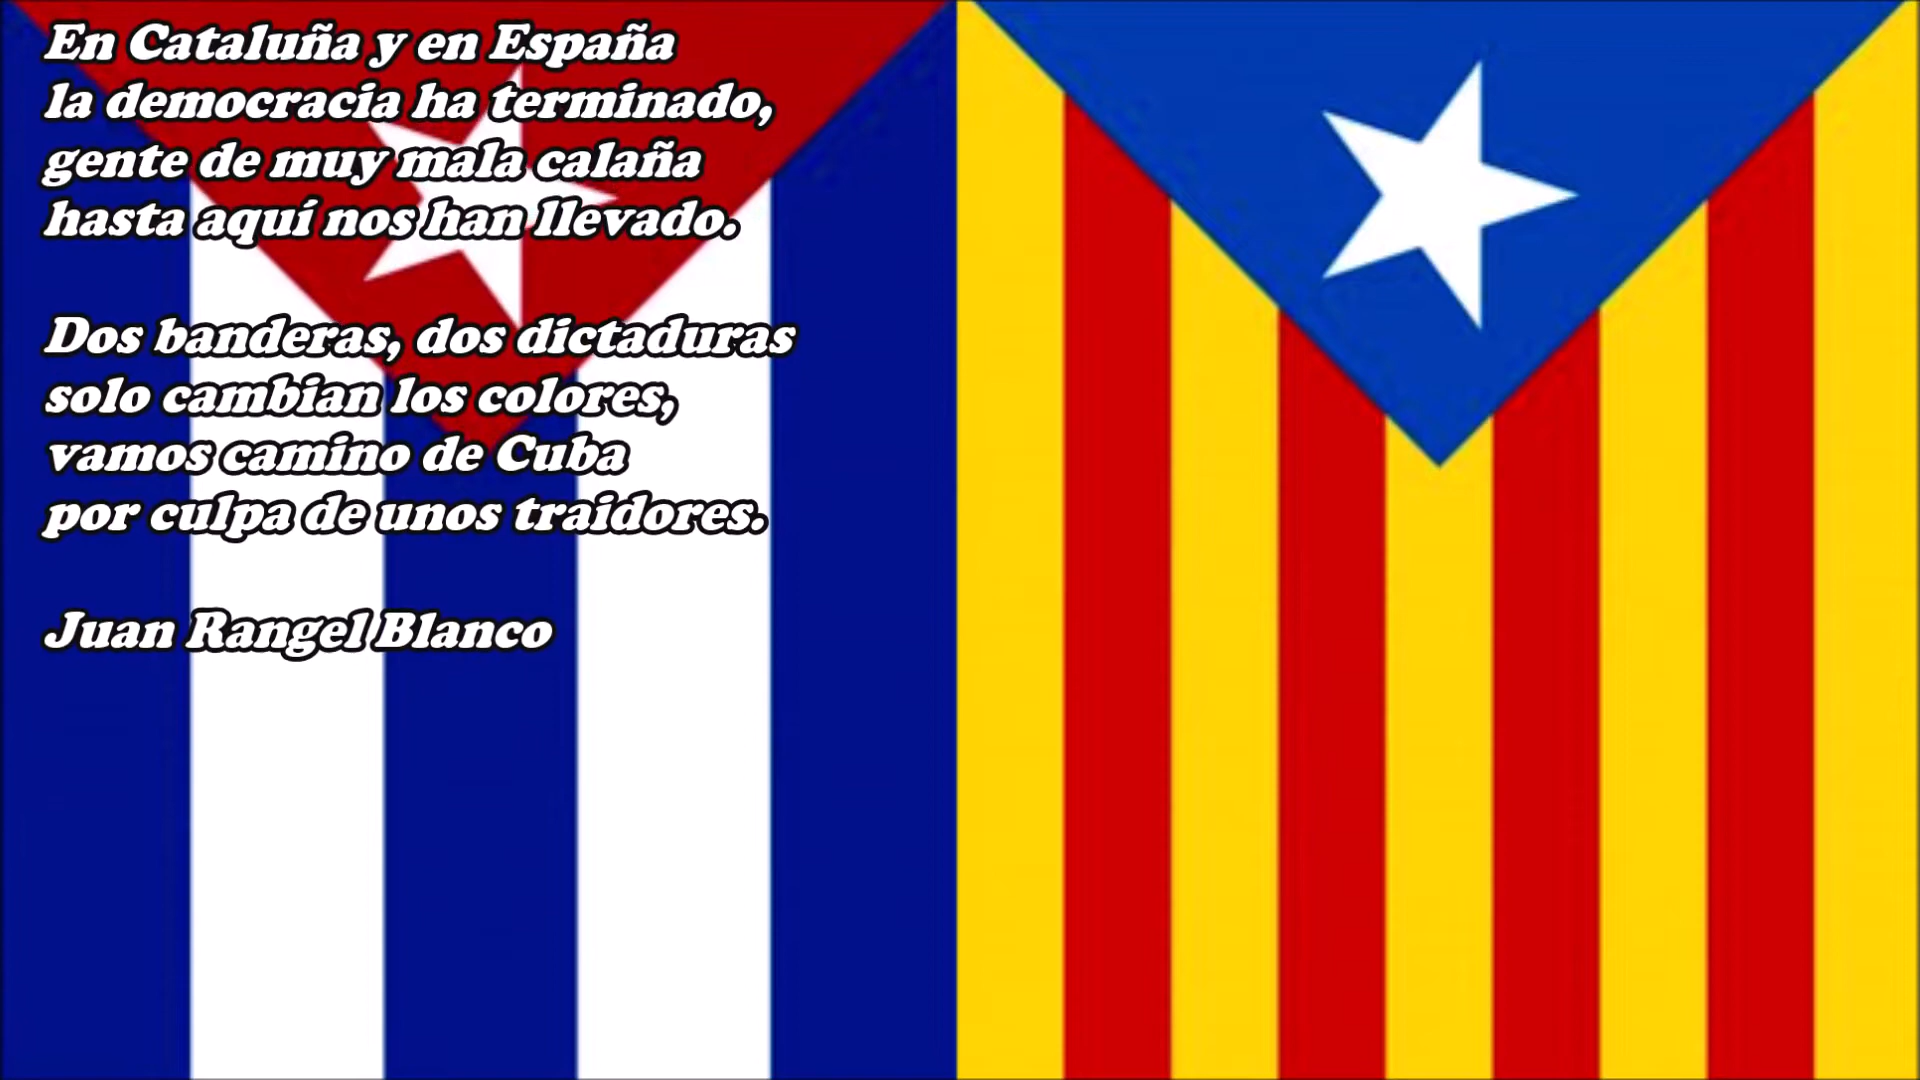 En Cataluña y en España
la democracia ha terminado,
gente de muy mala calaña
hasta aquí nos han llevado.
Dos banderas, dos dictaduras
solo cambian los colores,
vamos camino de Cuba
por culpa de unos traidores.
Juan Rangel Blanco